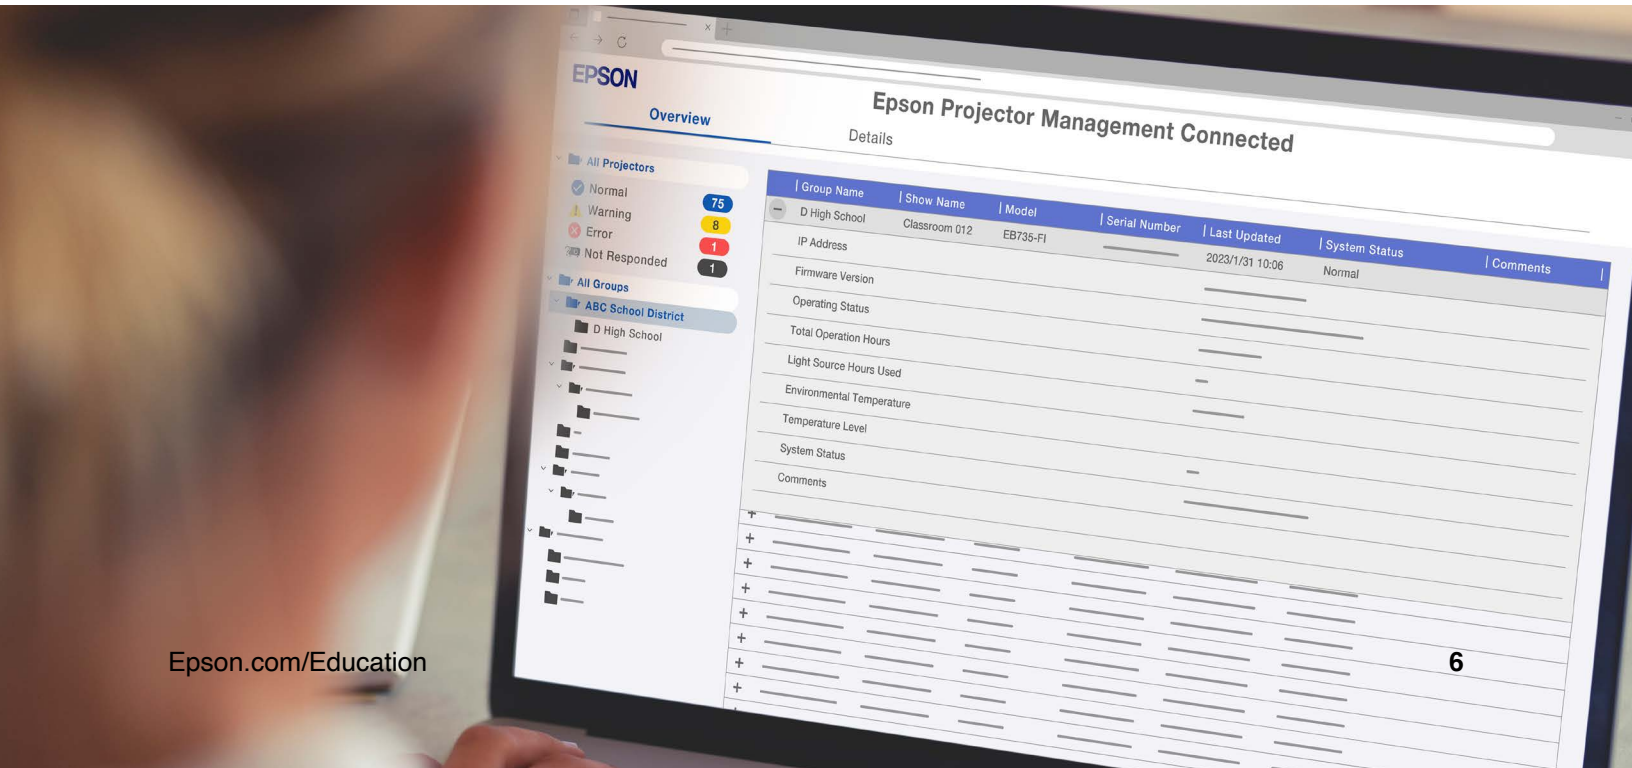 EPSON
Epson Projector Management Connected
Overview
Details
All Projectors
Normal 75
Warning 8
Error 1
Not Responded 1
All Groups
ABC School District
D High School
Group Name Show Name Model Serial Number Last Updated System Status Comments
D High School Classroom 012 EB735-FI 2023/1/31 10:06 Normal
IP Address
Firmware Version
Operating Status
Total Operation Hours
Light Source Hours Used
Environmental Temperature
Temperature Level
System Status
Comments
Epson.com/Education
6